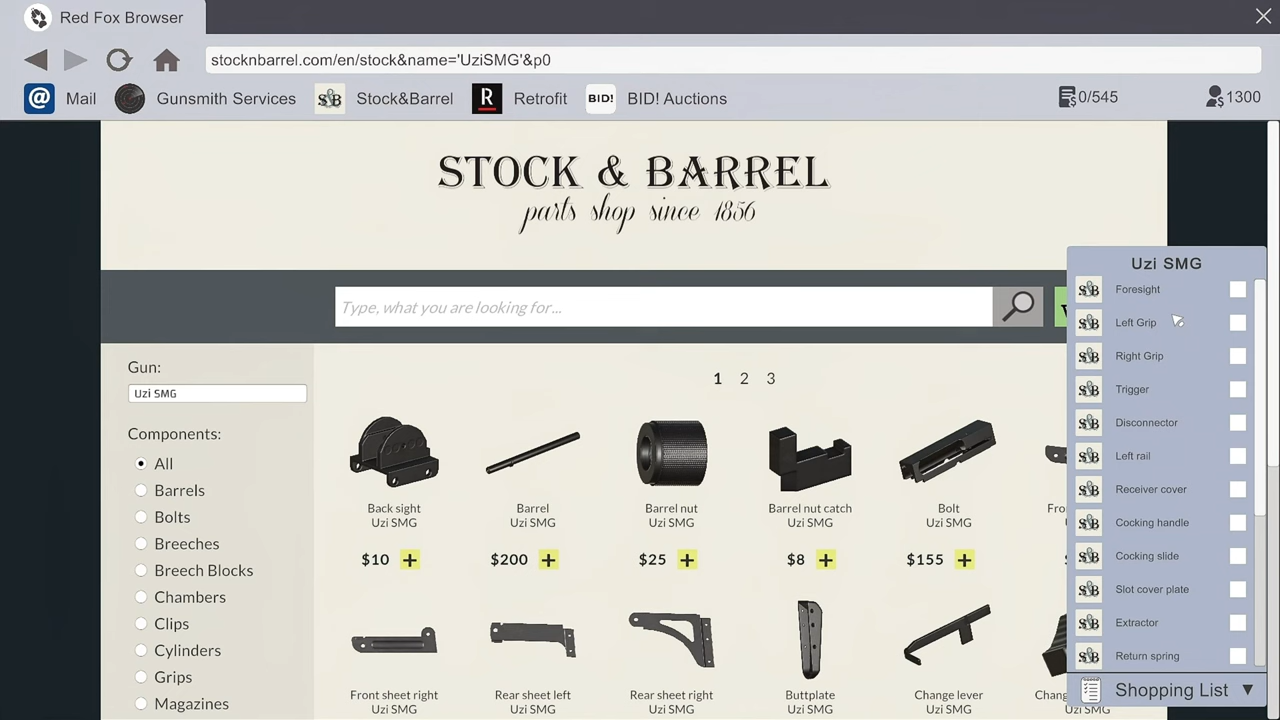 Red Fox Browser
stocknbarrel.com/en/stock&name='UziSMG'&p0
@ Mail
Gunsmith Services
S&B Stock&Barrel
R Retrofit
BID! BID! Auctions
$0/545
$1300
STOCK & BARREL
parts shop since 1856
Type, what you are looking for...
Gun:
Uzi SMG
Components:
All
Barrels
Bolts
Breeches
Breech Blocks
Chambers
Clips
Cylinders
Grips
Magazines
1 2 3
Back sight
Uzi SMG
$10 +
Barrel
Uzi SMG
$200 +
Barrel nut
Uzi SMG
$25 +
Barrel nut catch
Uzi SMG
$8 +
Bolt
Uzi SMG
$155 +
Front sheet right
Uzi SMG
Rear sheet left
Uzi SMG
Rear sheet right
Uzi SMG
Buttplate
Uzi SMG
Change lever
Uzi SMG
Uzi SMG
Uzi SMG
S&B Foresight
S&B Left Grip
S&B Right Grip
S&B Trigger
S&B Disconnector
S&B Left rail
S&B Receiver cover
S&B Cocking handle
S&B Cocking slide
S&B Slot cover plate
S&B Extractor
S&B Return spring
Shopping List